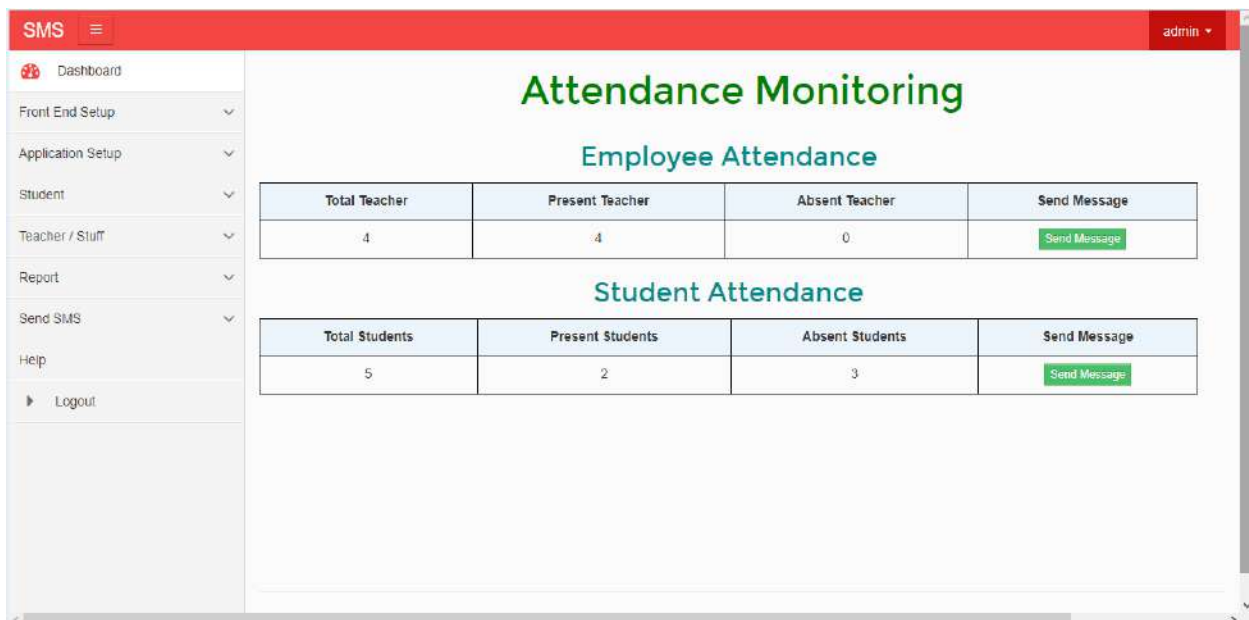 SMS
admin
Dashboard
Front End Setup
Application Setup
Student
Teacher / Stuff
Report
Send SMS
Help
Logout
Attendance Monitoring
Employee Attendance
Total Teacher Present Teacher Absent Teacher Send Message
4 4 0 Send Message
Student Attendance
Total Students Present Students Absent Students Send Message
5 2 3 Send Message